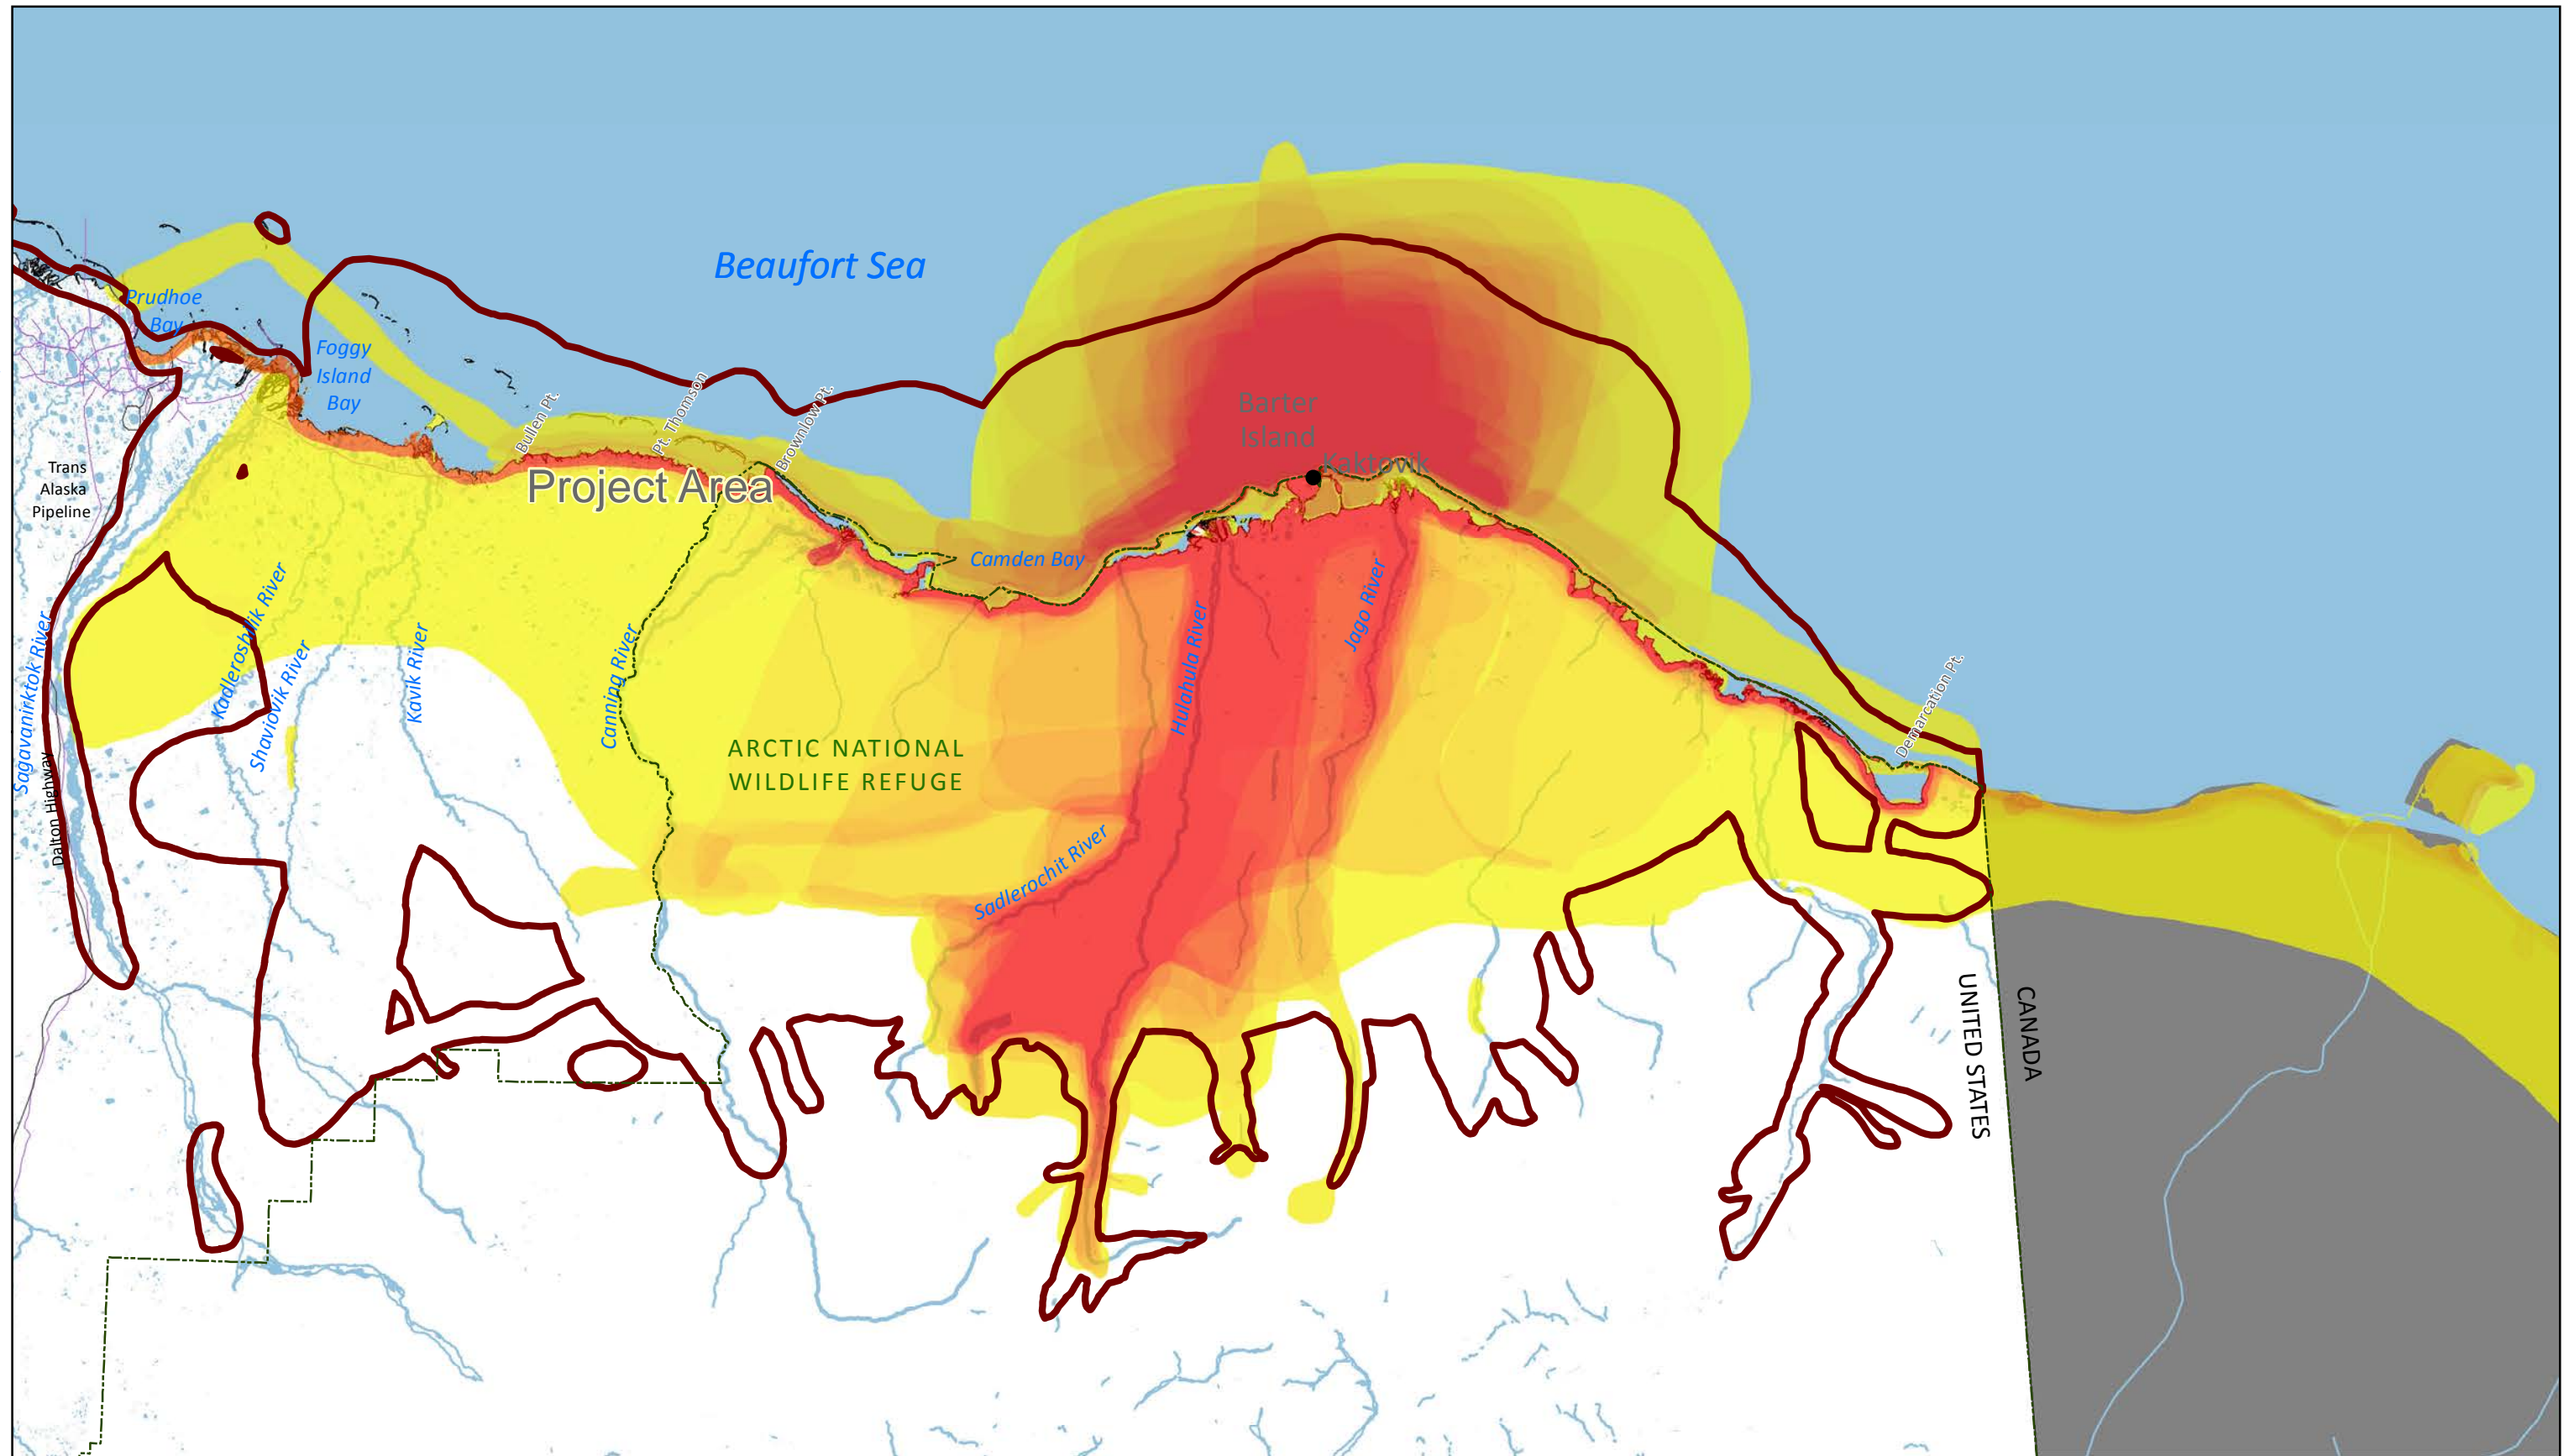 Beaufort Sea
Prudhoe
Bay
Foggy
Island
Bay
Bullen Pt.
Pt. Thomson
Brownlow Pt.
Barter
Island
Kaktovik
Project Area
Trans
Alaska
Pipeline
Camden Bay
Sagavanirktok River
Dalton Highway
Kadleroshilik River
Shaviovik River
Kavik River
Canning River
Hulahula River
Jago River
Sadlerochit River
ARCTIC NATIONAL
WILDLIFE REFUGE
Demarcation Pt.
UNITED STATES
CANADA